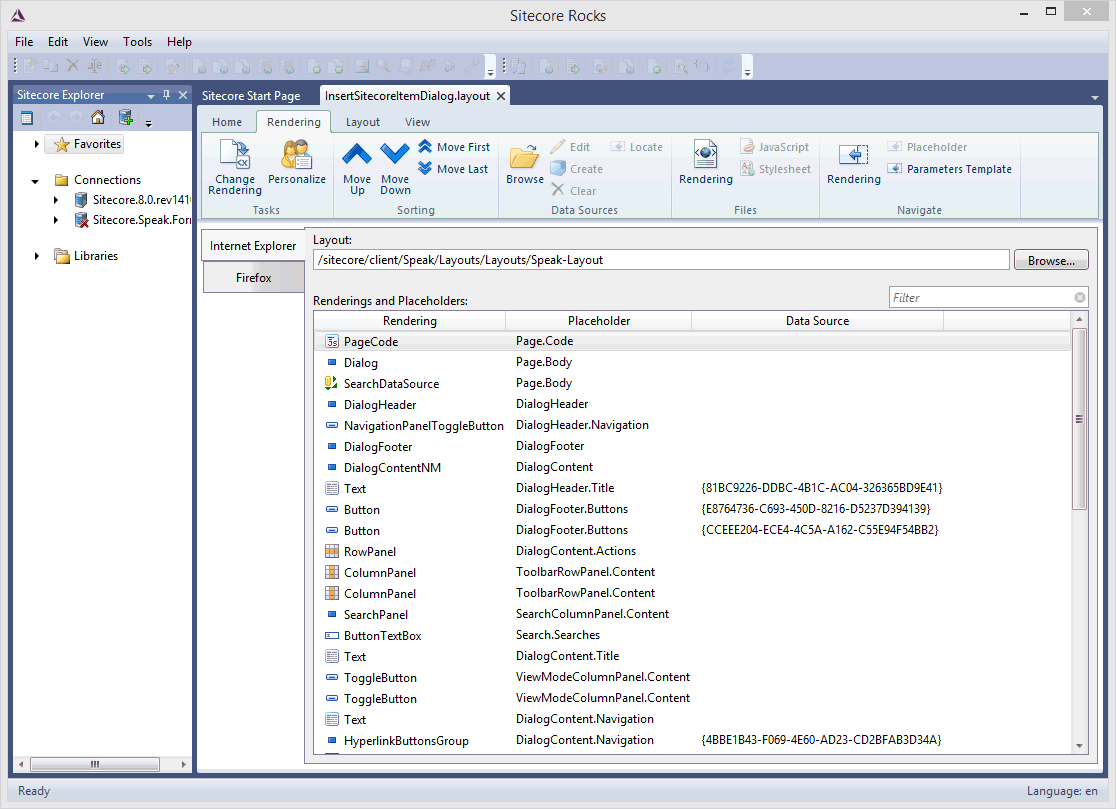 Sitecore Rocks
File Edit View Tools Help
Sitecore Explorer
Sitecore Start Page InsertSitecoreItemDialog.layout
Home Rendering Layout View
Favorites
Connections
Sitecore.8.0.rev1410
Sitecore.Speak.For
Libraries
Change Rendering
Personalize
Tasks
Move Up
Move Down
Move First
Move Last
Sorting
Browse
Edit
Locate
Create
Clear
Data Sources
Rendering
JavaScript
Stylesheet
Files
Rendering
Placeholder
Parameters Template
Navigate
Internet Explorer
Firefox
Layout:
/sitecore/client/Speak/Layouts/Layouts/Speak-Layout
Browse...
Renderings and Placeholders:
Filter
Rendering Placeholder Data Source
PageCode Page.Code
Dialog Page.Body
SearchDataSource Page.Body
DialogHeader DialogHeader
NavigationPanelToggleButton DialogHeader.Navigation
DialogFooter DialogFooter
DialogContentNM DialogContent
Text DialogHeader.Title {81BC9226-DDBC-4B1C-AC04-326365BD9E41}
Button DialogFooter.Buttons {E8764736-C693-450D-8216-D5237D394139}
Button DialogFooter.Buttons {CCEEE204-ECE4-4C5A-A162-C55E94F54BB2}
RowPanel DialogContent.Actions
ColumnPanel ToolbarRowPanel.Content
ColumnPanel ToolbarRowPanel.Content
SearchPanel SearchColumnPanel.Content
ButtonTextBox Search.Searches
Text DialogContent.Title
ToggleButton ViewModeColumnPanel.Content
ToggleButton ViewModeColumnPanel.Content
Text DialogContent.Navigation
HyperlinkButtonsGroup DialogContent.Navigation {4BBE1B43-F069-4E60-AD23-CD2BFAB3D34A}
Ready
Language: en